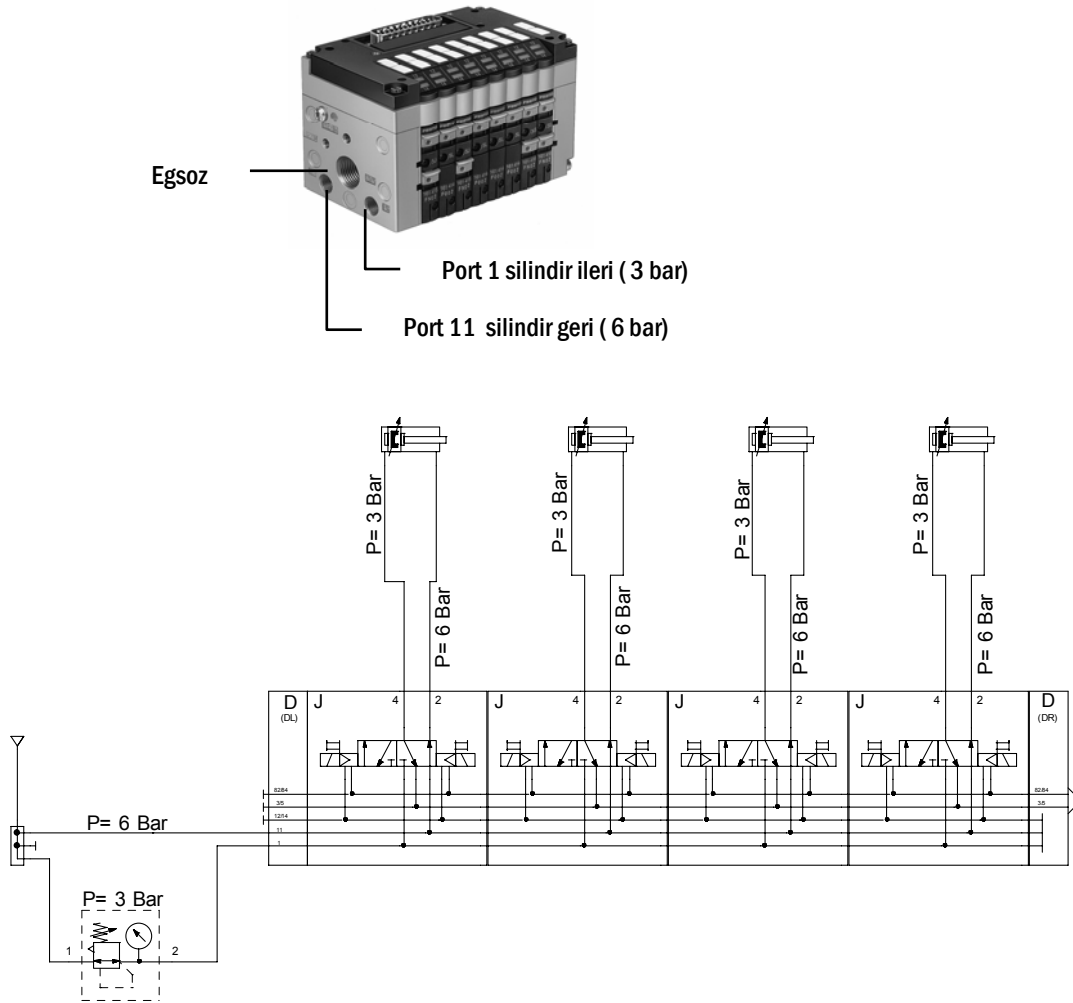 Egsoz
Port 1 silindir ileri ( 3 bar)
Port 11 silindir geri ( 6 bar)
P= 3 Bar
P= 3 Bar
P= 3 Bar
P= 3 Bar
P= 6 Bar
P= 6 Bar
P= 6 Bar
P= 6 Bar
D J 4 2 J 4 2 J 4 2 J 4 2 D
(DL) (DR)
82/84 82/84
3/5 3/5
12/14
11
1
P= 6 Bar
P= 3 Bar
1 2